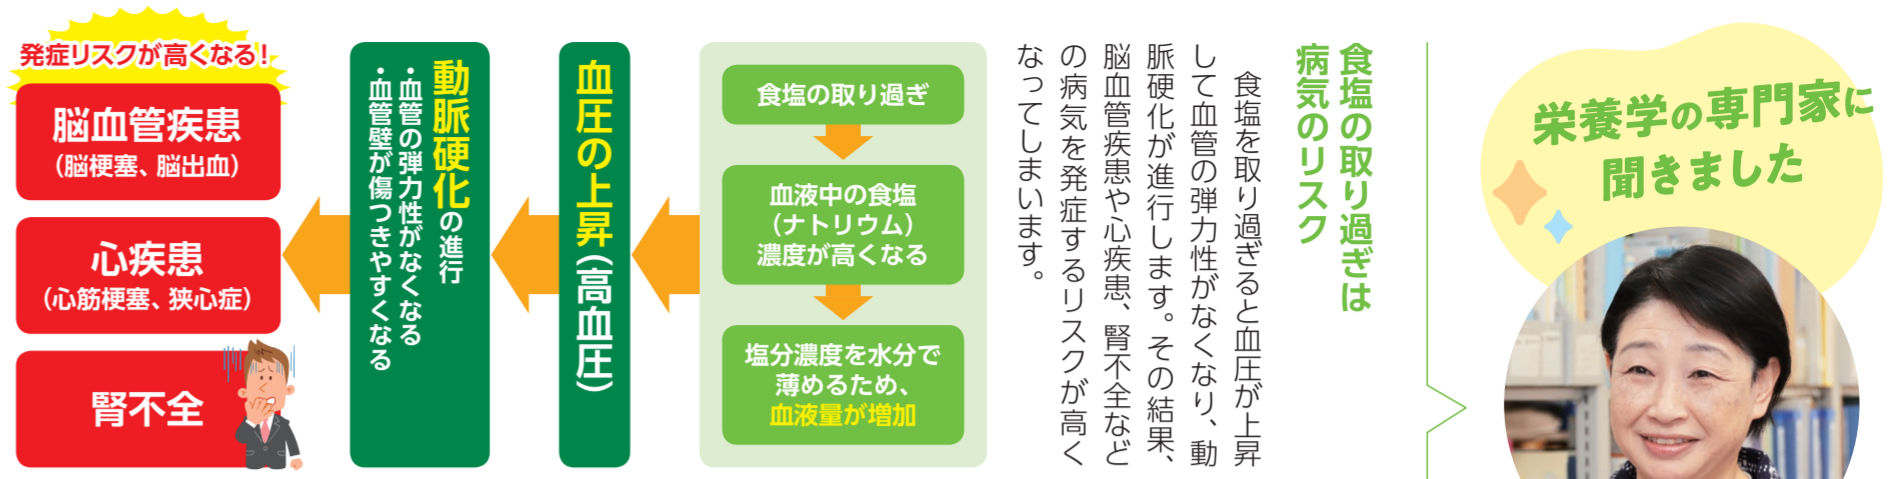 栄養学の専門家に
聞きました
食塩の取り過ぎは
病気のリスク
食塩を取り過ぎると血圧が上昇
して血管の弾力性がなくなり、動
脈硬化が進行します。その結果、
脳血管疾患や心疾患、腎不全など
の病気を発症するリスクが高く
なってしまいます。
食塩の取り過ぎ
血液中の食塩
（ナトリウム）
濃度が高くなる
塩分濃度を水分で
薄めるため、
血液量が増加
血圧の上昇（高血圧）
動脈硬化の進行
・血管の弾力性がなくなる
・血管壁が傷つきやすくなる
発症リスクが高くなる！
脳血管疾患
（脳梗塞、脳出血）
心疾患
（心筋梗塞、狭心症）
腎不全